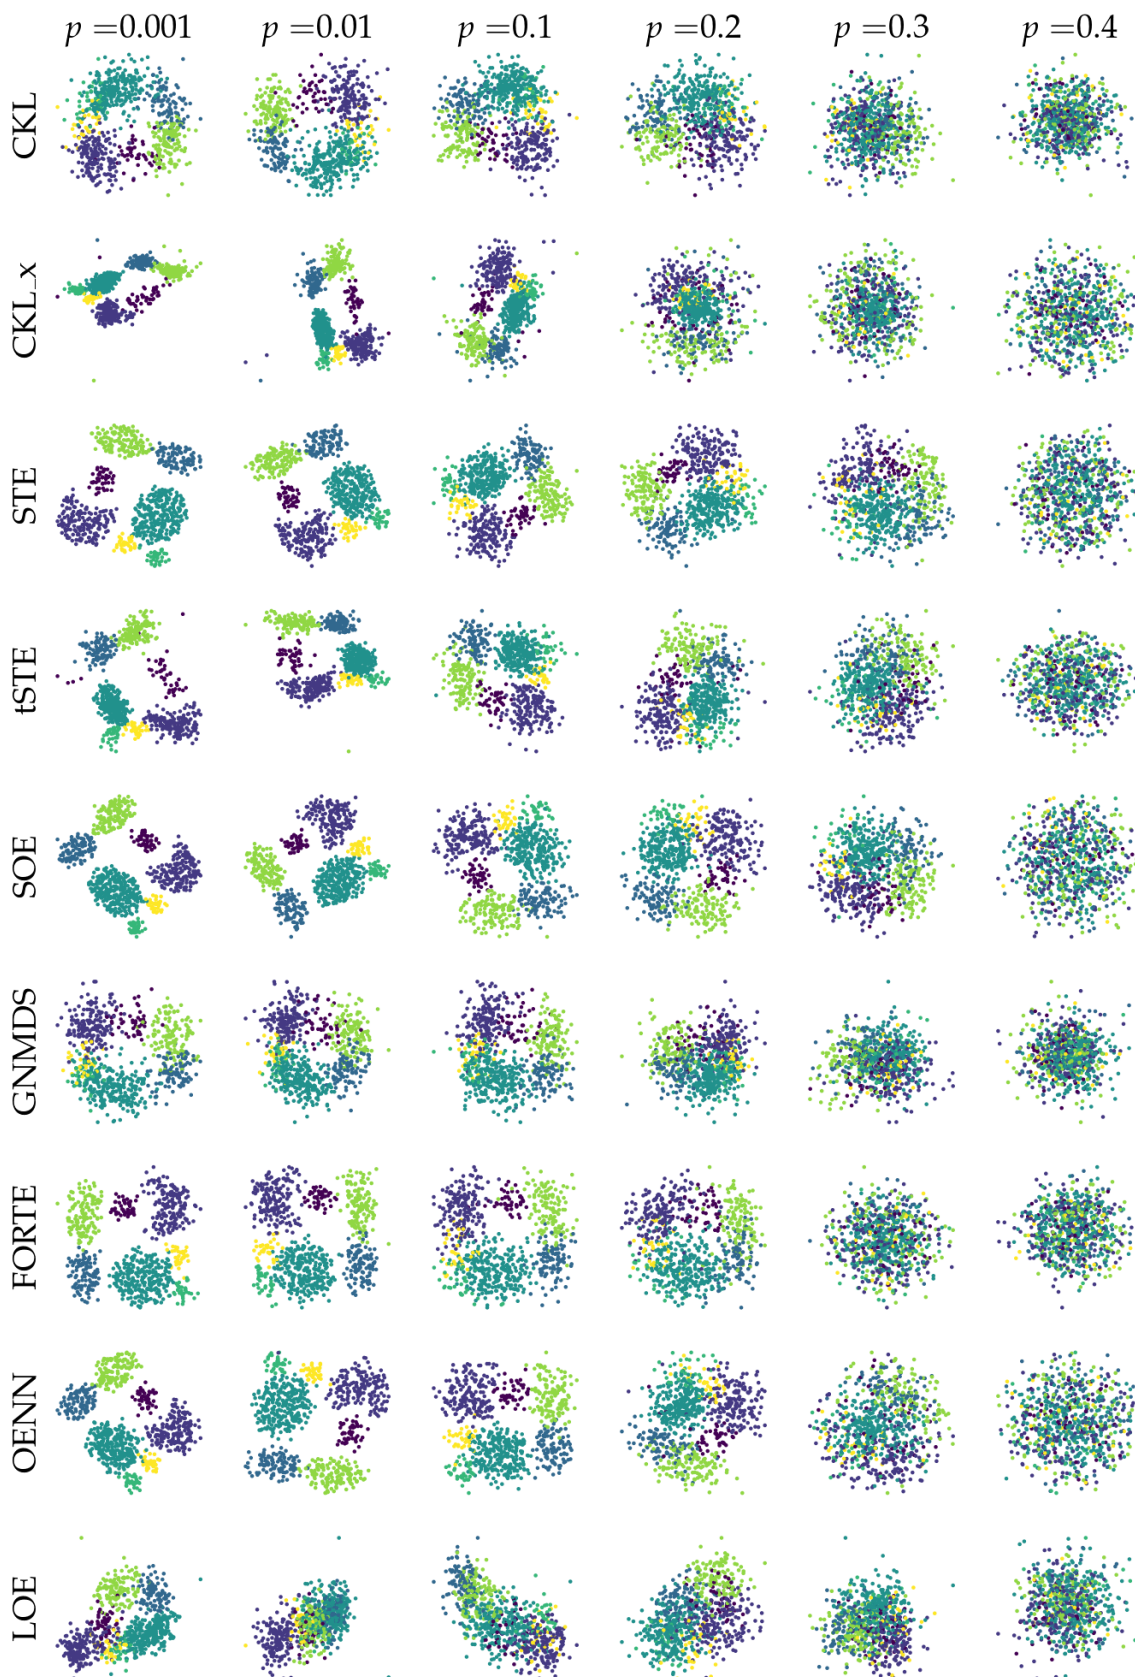 p =0.001 p =0.01 p =0.1 p =0.2 p =0.3 p =0.4
CKL
CKL_x
STE
tSTE
SOE
GNMDS
FORTE
OENN
LOE